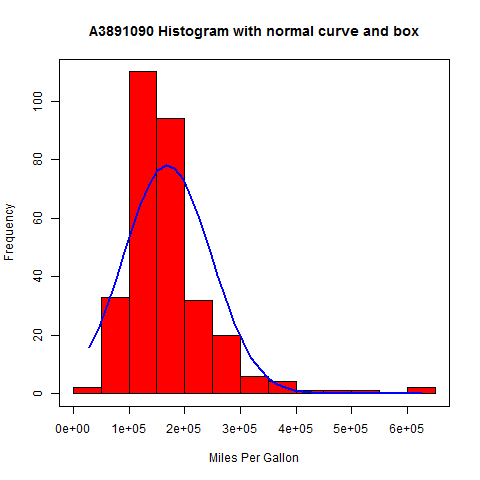 A3891090 Histogram with normal curve and box
Frequency
100
80
60
40
20
0
0e+00 1e+05 2e+05 3e+05 4e+05 5e+05 6e+05
Miles Per Gallon